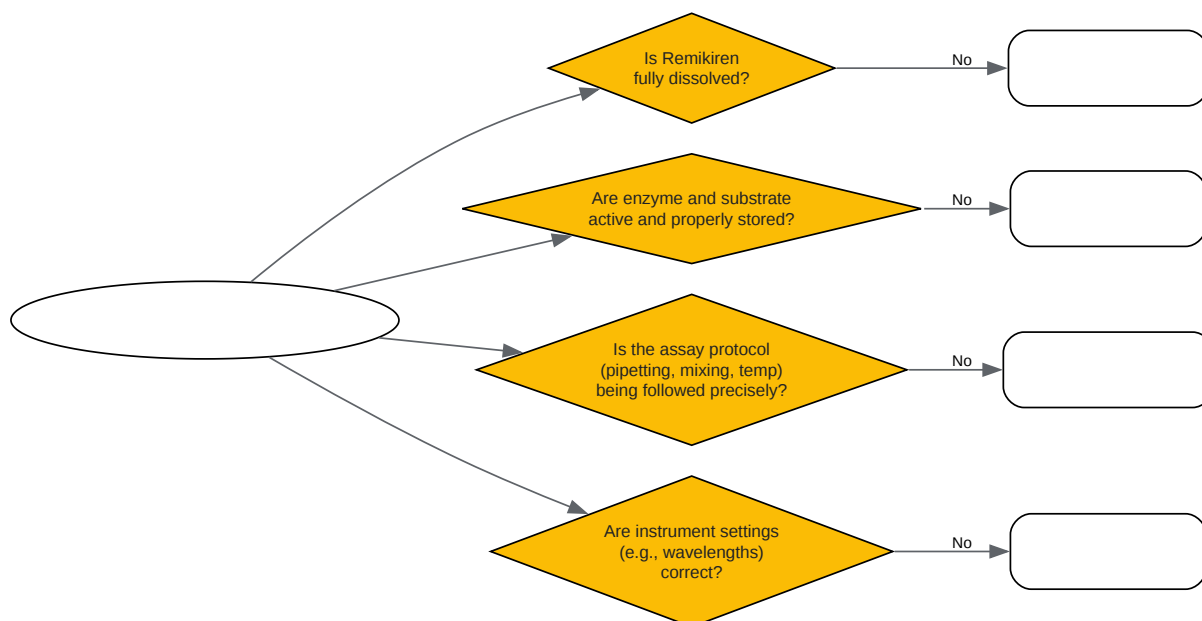 Is Remikiren
fully dissolved?
No
Are enzyme and substrate
active and properly stored?
No
Is the assay protocol
(pipetting, mixing, temp)
being followed precisely?
No
Are instrument settings
(e.g., wavelengths)
correct?
No